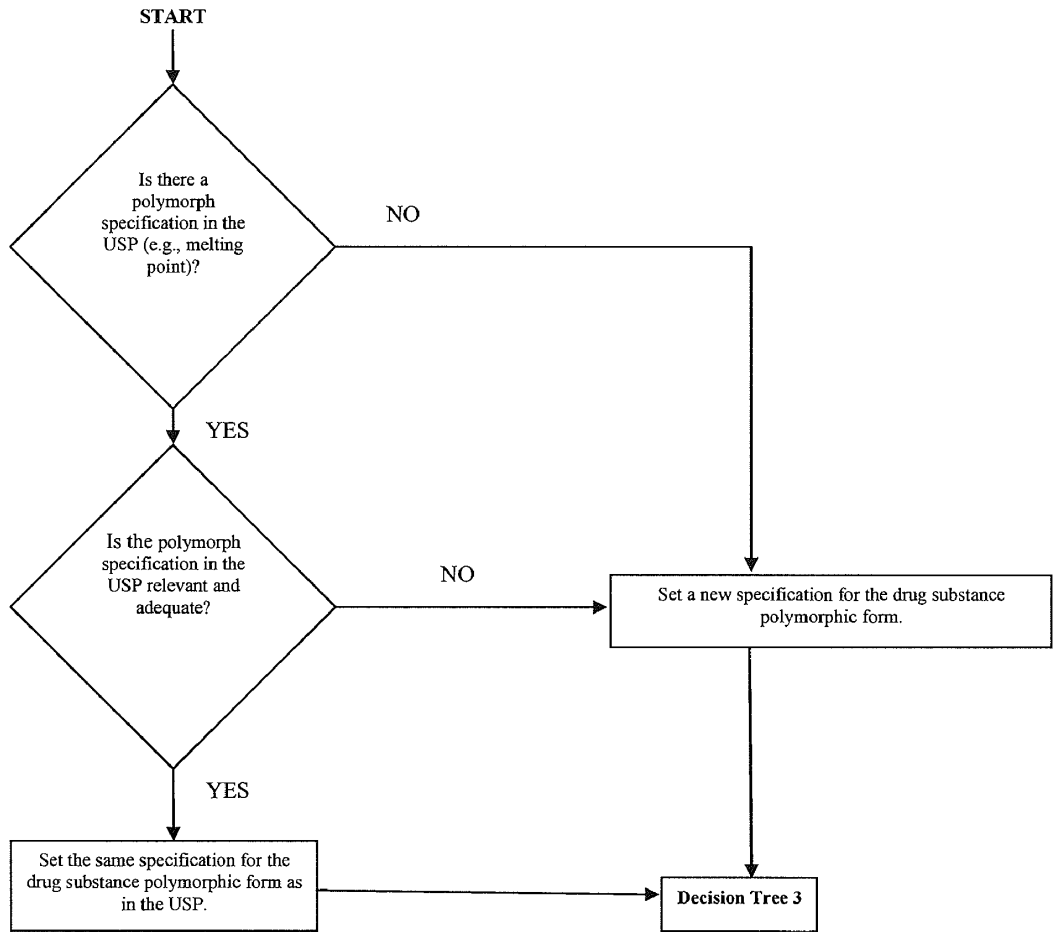 START
Is there a
polymorph
specification in the
USP (e.g., melting
point)?
NO
YES
Is the polymorph
specification in the
USP relevant and
adequate?
NO
Set a new specification for the drug substance
polymorphic form.
YES
Set the same specification for the
drug substance polymorphic form as
in the USP.
Decision Tree 3